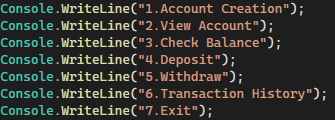 Console.WriteLine("1.Account Creation");
Console.WriteLine("2.View Account");
Console.WriteLine("3.Check Balance");
Console.WriteLine("4.Deposit");
Console.WriteLine("5.Withdraw");
Console.WriteLine("6.Transaction History");
Console.WriteLine("7.Exit");